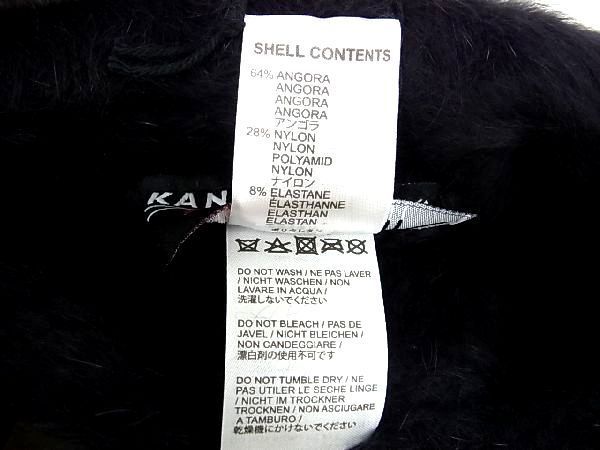 SHELL CONTENTS
64% ANGORA
ANGORA
ANGORA
ANGORA
アンゴラ
28% NYLON
NYLON
POLYAMID
NYLON
ナイロン
8% ELASTANE
ÉLASTHANNE
ELASTHAN
ELASTAN
KAN
DO NOT WASH / NE PAS LAVER
/ NICHT WASCHEN / NON
LAVARE IN ACQUA /
洗濯しないでください
DO NOT BLEACH / PAS DE
JAVEL / NICHT BLEICHEN /
NON CANDEGGIARE /
漂白剤の使用不可です
DO NOT TUMBLE DRY / NE
PAS UTILER LE SECHE LINGE
/ NICHT IM TROCKNER
TROCKNEN / NON ASCIUGARE
A TAMBURO /
乾燥機にかけないでください